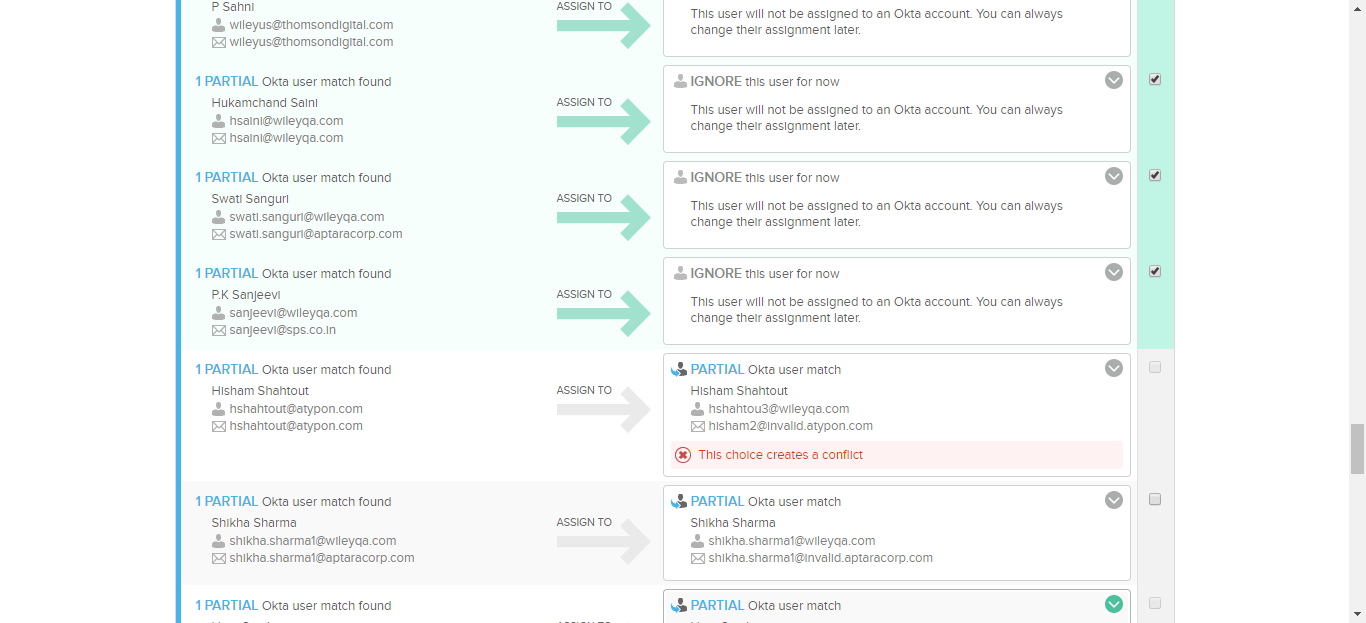 P Sahni
ASSIGN TO
wileyus@thomsondigital.com
wileyus@thomsondigital.com
This user will not be assigned to an Okta account. You can always
change their assignment later.
1 PARTIAL Okta user match found
Hukamchand Saini
hsaini@wileyqa.com
hsaini@wileyqa.com
ASSIGN TO
IGNORE this user for now
This user will not be assigned to an Okta account. You can always
change their assignment later.
1 PARTIAL Okta user match found
Swati Sanguri
swati.sanguri@wileyqa.com
swati.sanguri@aptaracorp.com
ASSIGN TO
IGNORE this user for now
This user will not be assigned to an Okta account. You can always
change their assignment later.
1 PARTIAL Okta user match found
P.K Sanjeevi
sanjeevi@wileyqa.com
sanjeevi@sps.co.in
ASSIGN TO
IGNORE this user for now
This user will not be assigned to an Okta account. You can always
change their assignment later.
1 PARTIAL Okta user match found
Hisham Shahtout
hshahtout@atypon.com
hshahtout@atypon.com
ASSIGN TO
PARTIAL Okta user match
Hisham Shahtout
hshahtou3@wileyqa.com
hisham2@invalid.atypon.com
This choice creates a conflict
1 PARTIAL Okta user match found
Shikha Sharma
shikha.sharma1@wileyqa.com
shikha.sharma1@aptaracorp.com
ASSIGN TO
PARTIAL Okta user match
Shikha Sharma
shikha.sharma1@wileyqa.com
shikha.sharma1@invalid.aptaracorp.com
1 PARTIAL Okta user match found
PARTIAL Okta user match